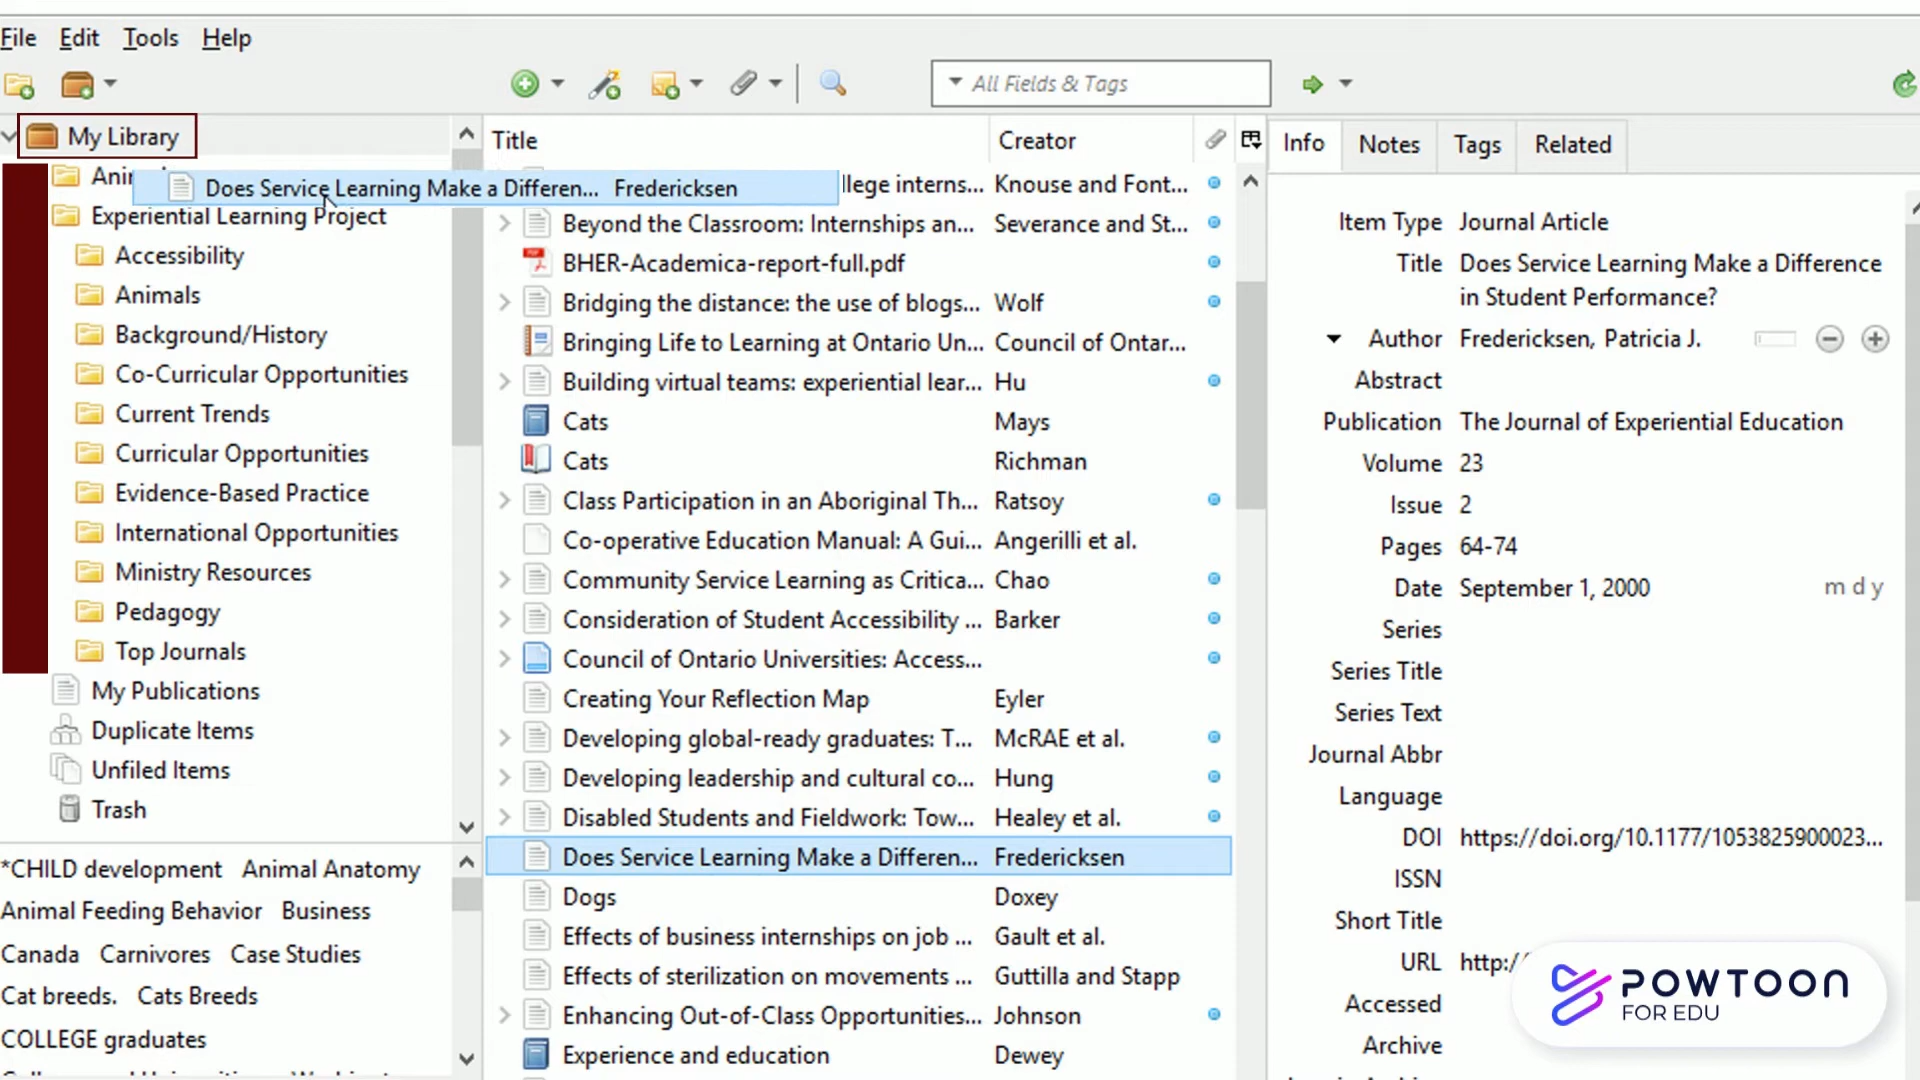 File Edit Tools Help
All Fields & Tags
My Library
Does Service Learning Make a Differen... Fredericksen
Experiential Learning Project
Accessibility
Animals
Background/History
Co-Curricular Opportunities
Current Trends
Curricular Opportunities
Evidence-Based Practice
International Opportunities
Ministry Resources
Pedagogy
Top Journals
My Publications
Duplicate Items
Unfiled Items
Trash
*CHILD development Animal Anatomy
Animal Feeding Behavior Business
Canada Carnivores Case Studies
Cat breeds. Cats Breeds
COLLEGE graduates
Title Creator
llege interns... Knouse and Font...
Beyond the Classroom: Internships an... Severance and St...
BHER-Academica-report-full.pdf
Bridging the distance: the use of blogs... Wolf
Bringing Life to Learning at Ontario Un... Council of Ontar...
Building virtual teams: experiential lear... Hu
Cats Mays
Cats Richman
Class Participation in an Aboriginal Th... Ratsoy
Co-operative Education Manual: A Gui... Angerilli et al.
Community Service Learning as Critica... Chao
Consideration of Student Accessibility ... Barker
Council of Ontario Universities: Access...
Creating Your Reflection Map Eyler
Developing global-ready graduates: T... McRAE et al.
Developing leadership and cultural co... Hung
Disabled Students and Fieldwork: Tow... Healey et al.
Does Service Learning Make a Differen... Fredericksen
Dogs Doxey
Effects of business internships on job ... Gault et al.
Effects of sterilization on movements ... Guttilla and Stapp
Enhancing Out-of-Class Opportunities... Johnson
Experience and education Dewey
Info Notes Tags Related
Item Type Journal Article
Title Does Service Learning Make a Difference
in Student Performance?
Author Fredericksen, Patricia J.
Abstract
Publication The Journal of Experiential Education
Volume 23
Issue 2
Pages 64-74
Date September 1, 2000 m d y
Series
Series Title
Series Text
Journal Abbr
Language
DOI https://doi.org/10.1177/1053825900023...
ISSN
Short Title
URL http:/
Accessed
Archive
POWTOON
FOR EDU